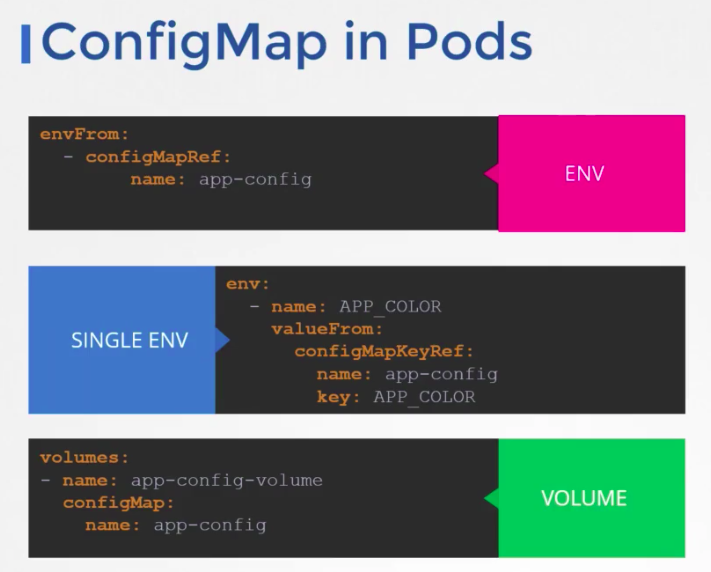 ConfigMap in Pods
envFrom:
  - configMapRef:
        name: app-config
ENV
SINGLE ENV
env:
  - name: APP_COLOR
    valueFrom:
      configMapKeyRef:
        name: app-config
        key: APP_COLOR
volumes:
- name: app-config-volume
  configMap:
    name: app-config
VOLUME